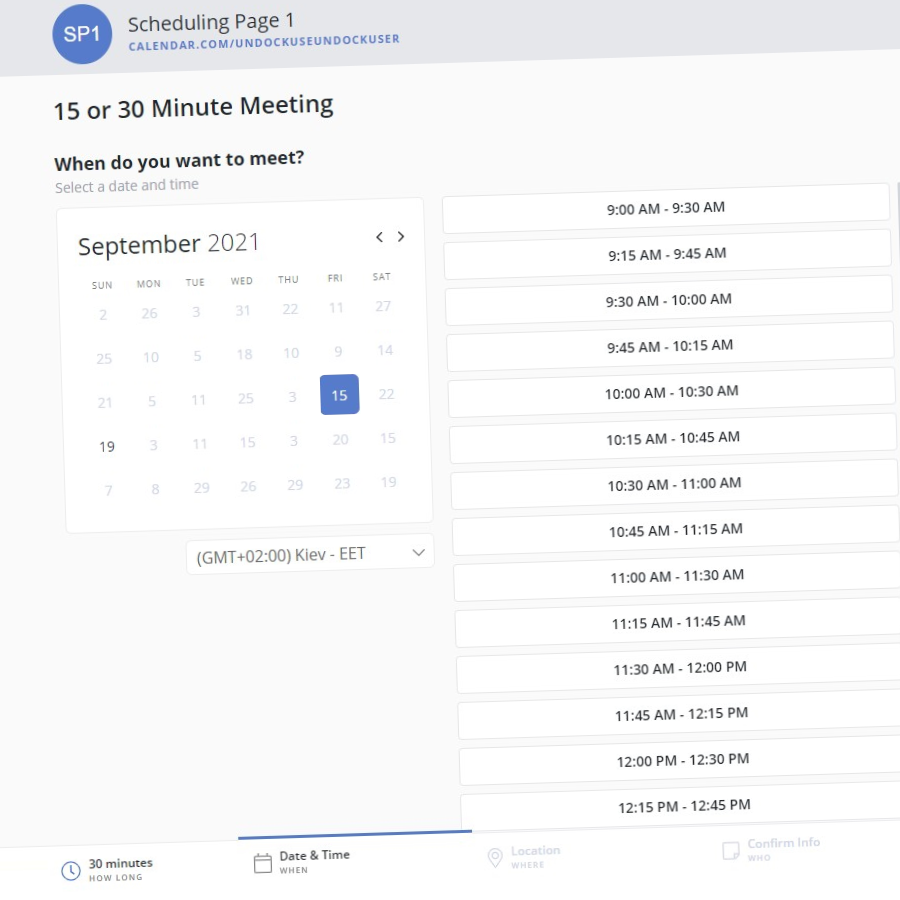 SP1
Scheduling Page 1
CALENDAR.COM/UNDOCKUSEUNDOCKUSER
15 or 30 Minute Meeting
When do you want to meet?
Select a date and time
September 2021
SUN MON TUE WED THU FRI SAT
2 26 3 31 22 11 27
25 10 5 18 10 9 14
21 5 11 25 3 15 22
19 3 11 15 3 20 15
7 8 29 26 29 23 19
(GMT+02:00) Kiev - EET
9:00 AM - 9:30 AM
9:15 AM - 9:45 AM
9:30 AM - 10:00 AM
9:45 AM - 10:15 AM
10:00 AM - 10:30 AM
10:15 AM - 10:45 AM
10:30 AM - 11:00 AM
10:45 AM - 11:15 AM
11:00 AM - 11:30 AM
11:15 AM - 11:45 AM
11:30 AM - 12:00 PM
11:45 AM - 12:15 PM
12:00 PM - 12:30 PM
12:15 PM - 12:45 PM
30 minutes
HOW LONG
Date & Time
WHEN
Location
WHERE
Confirm Info
WHO